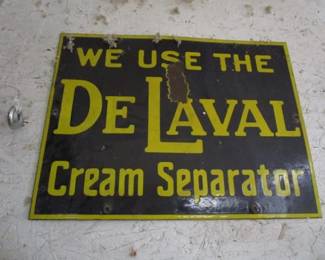 WE USE THE
DE LAVAL
Cream Separator